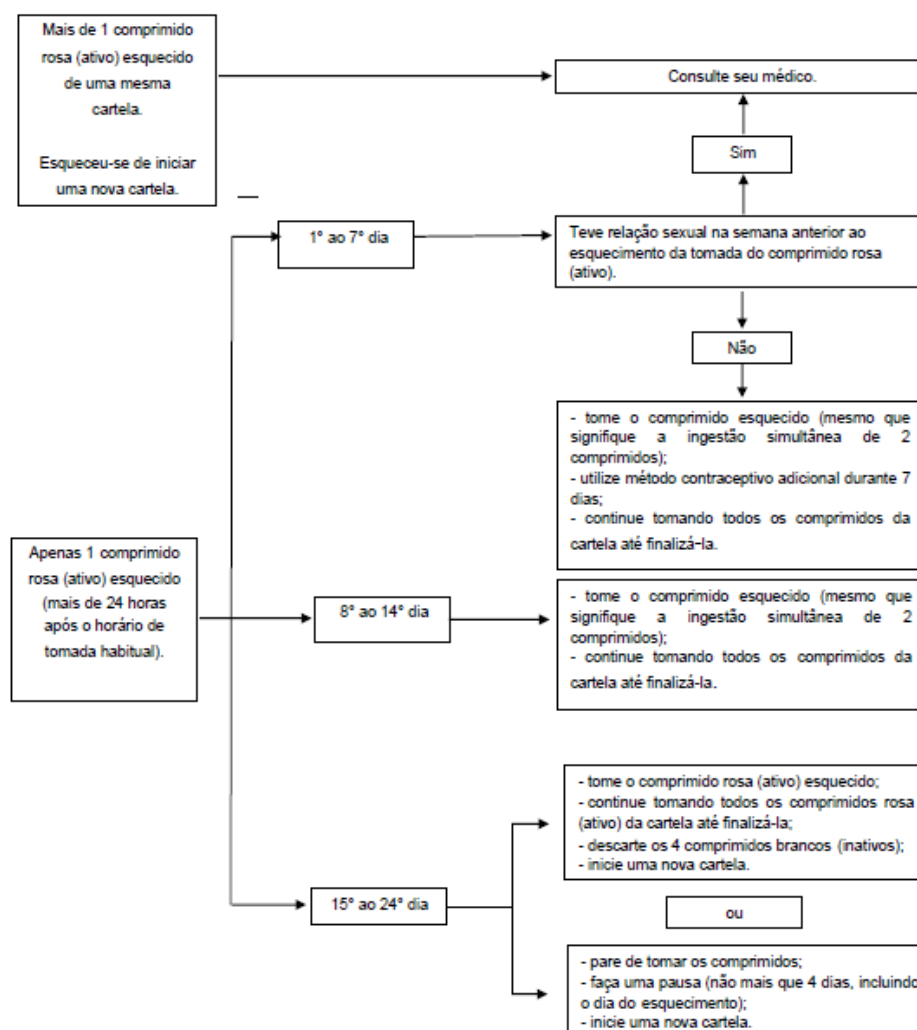 Mais de 1 comprimido
rosa (ativo) esquecido
de uma mesma
cartela.
Esqueceu-se de iniciar
uma nova cartela.
Consulte seu médico.
Sim
1º ao 7º dia
Teve relação sexual na semana anterior ao
esquecimento da tomada do comprimido rosa
(ativo).
Não
- tome o comprimido esquecido (mesmo que
signifique a ingestão simultânea de 2
comprimidos);
- utilize método contraceptivo adicional durante 7
dias;
- continue tomando todos os comprimidos da
cartela até finalizá-la.
Apenas 1 comprimido
rosa (ativo) esquecido
(mais de 24 horas
após o horário de
tomada habitual).
8º ao 14º dia
- tome o comprimido esquecido (mesmo que
signifique a ingestão simultânea de 2
comprimidos);
- continue tomando todos os comprimidos da
cartela até finalizá-la.
15º ao 24º dia
- tome o comprimido rosa (ativo) esquecido;
- continue tomando todos os comprimidos rosa
(ativo) da cartela até finalizá-la;
- descarte os 4 comprimidos brancos (inativos);
- inicie uma nova cartela.
ou
- pare de tomar os comprimidos;
- faça uma pausa (não mais que 4 dias, incluindo
o dia do esquecimento);
- inicie uma nova cartela.